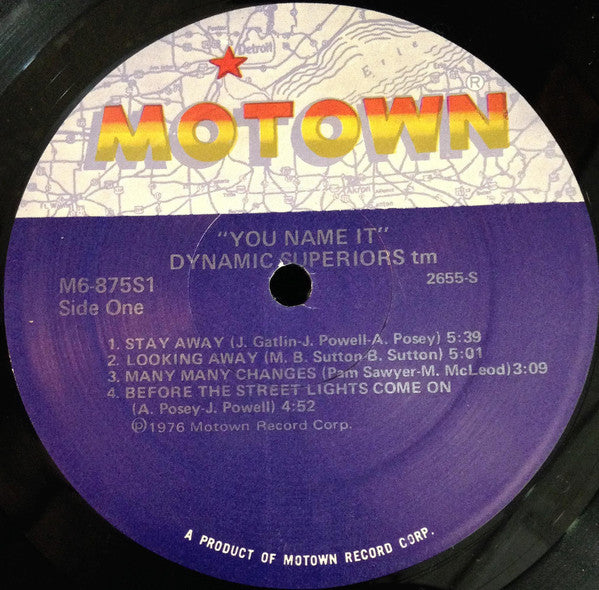 Detroit
Erie
MOTOWN®
Akron
"YOU NAME IT"
DYNAMIC SUPERIORS tm
M6-875S1
2655-S
Side One
1. STAY AWAY (J. Gatlin-J. Powell-A. Posey) 5:39
2. LOOKING AWAY (M. B. Sutton-B. Sutton) 5:01
3. MANY MANY CHANGES (Pam Sawyer-M. McLeod) 3:09
4. BEFORE THE STREET LIGHTS COME ON
(A. Posey-J. Powell) 4:52
℗1976 Motown Record Corp.
A PRODUCT OF MOTOWN RECORD CORP.